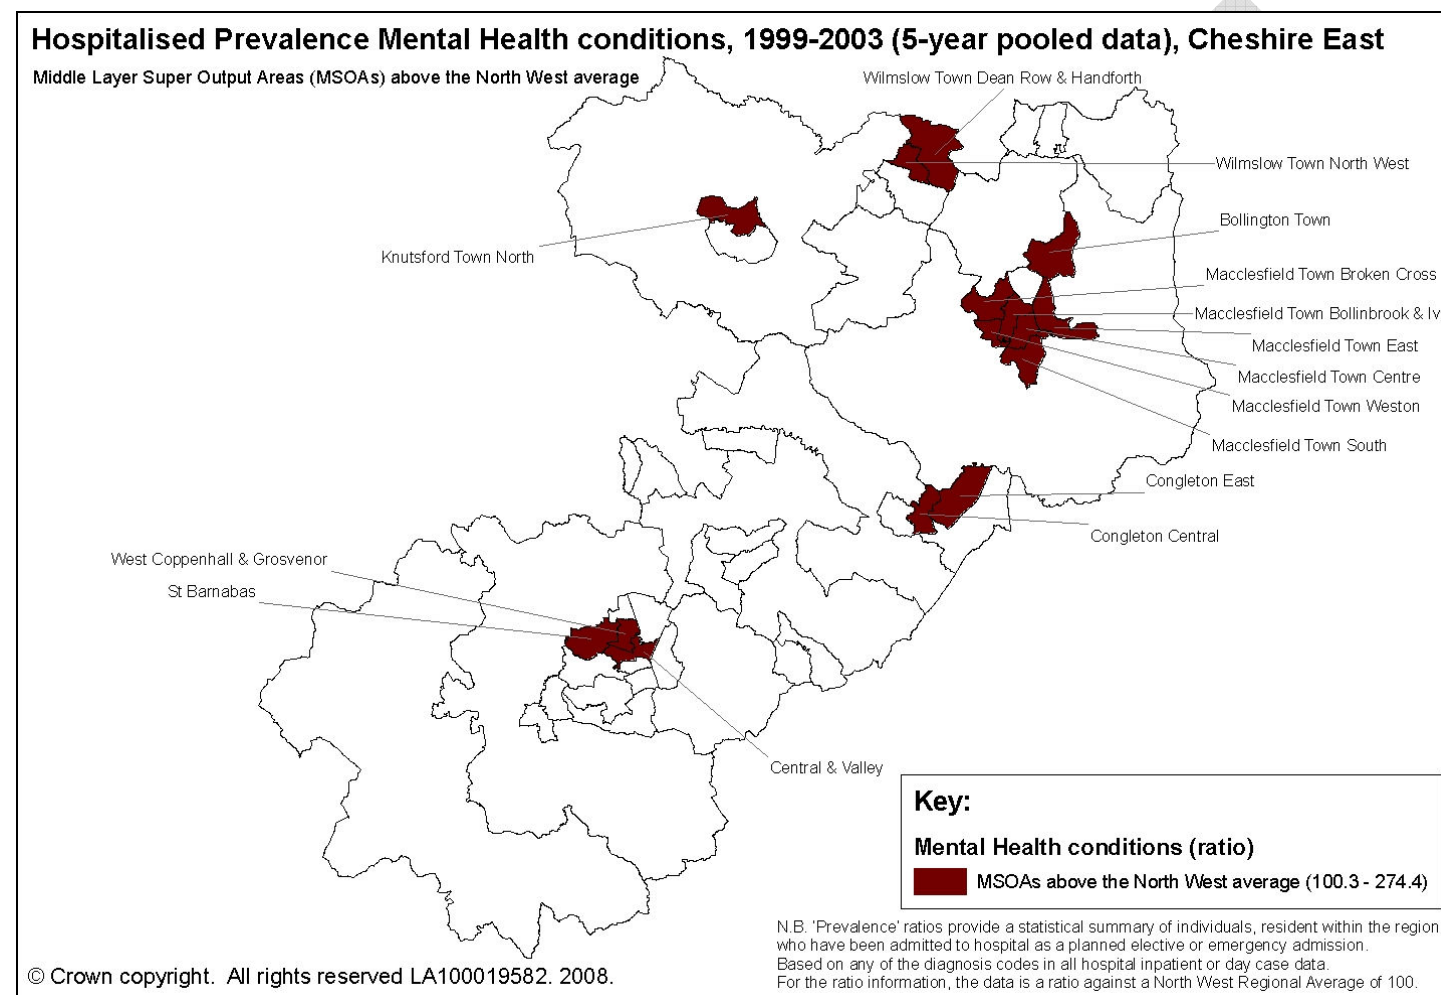 Hospitalised Prevalence Mental Health conditions, 1999-2003 (5-year pooled data), Cheshire East
Middle Layer Super Output Areas (MSOAs) above the North West average
Wilmslow Town Dean Row & Handforth
Wilmslow Town North West
Bollington Town
Knutsford Town North
Macclesfield Town Broken Cross
Macclesfield Town Bollinbrook & Iv
Macclesfield Town East
Macclesfield Town Centre
Macclesfield Town Weston
Macclesfield Town South
Congleton East
Congleton Central
West Coppenhall & Grosvenor
St Barnabas
Central & Valley
Key:
Mental Health conditions (ratio)
MSOAs above the North West average (100.3 - 274.4)
N.B. 'Prevalence' ratios provide a statistical summary of individuals, resident within the region
who have been admitted to hospital as a planned elective or emergency admission.
Based on any of the diagnosis codes in all hospital inpatient or day case data.
For the ratio information, the data is a ratio against a North West Regional Average of 100.
© Crown copyright. All rights reserved LA100019582. 2008.